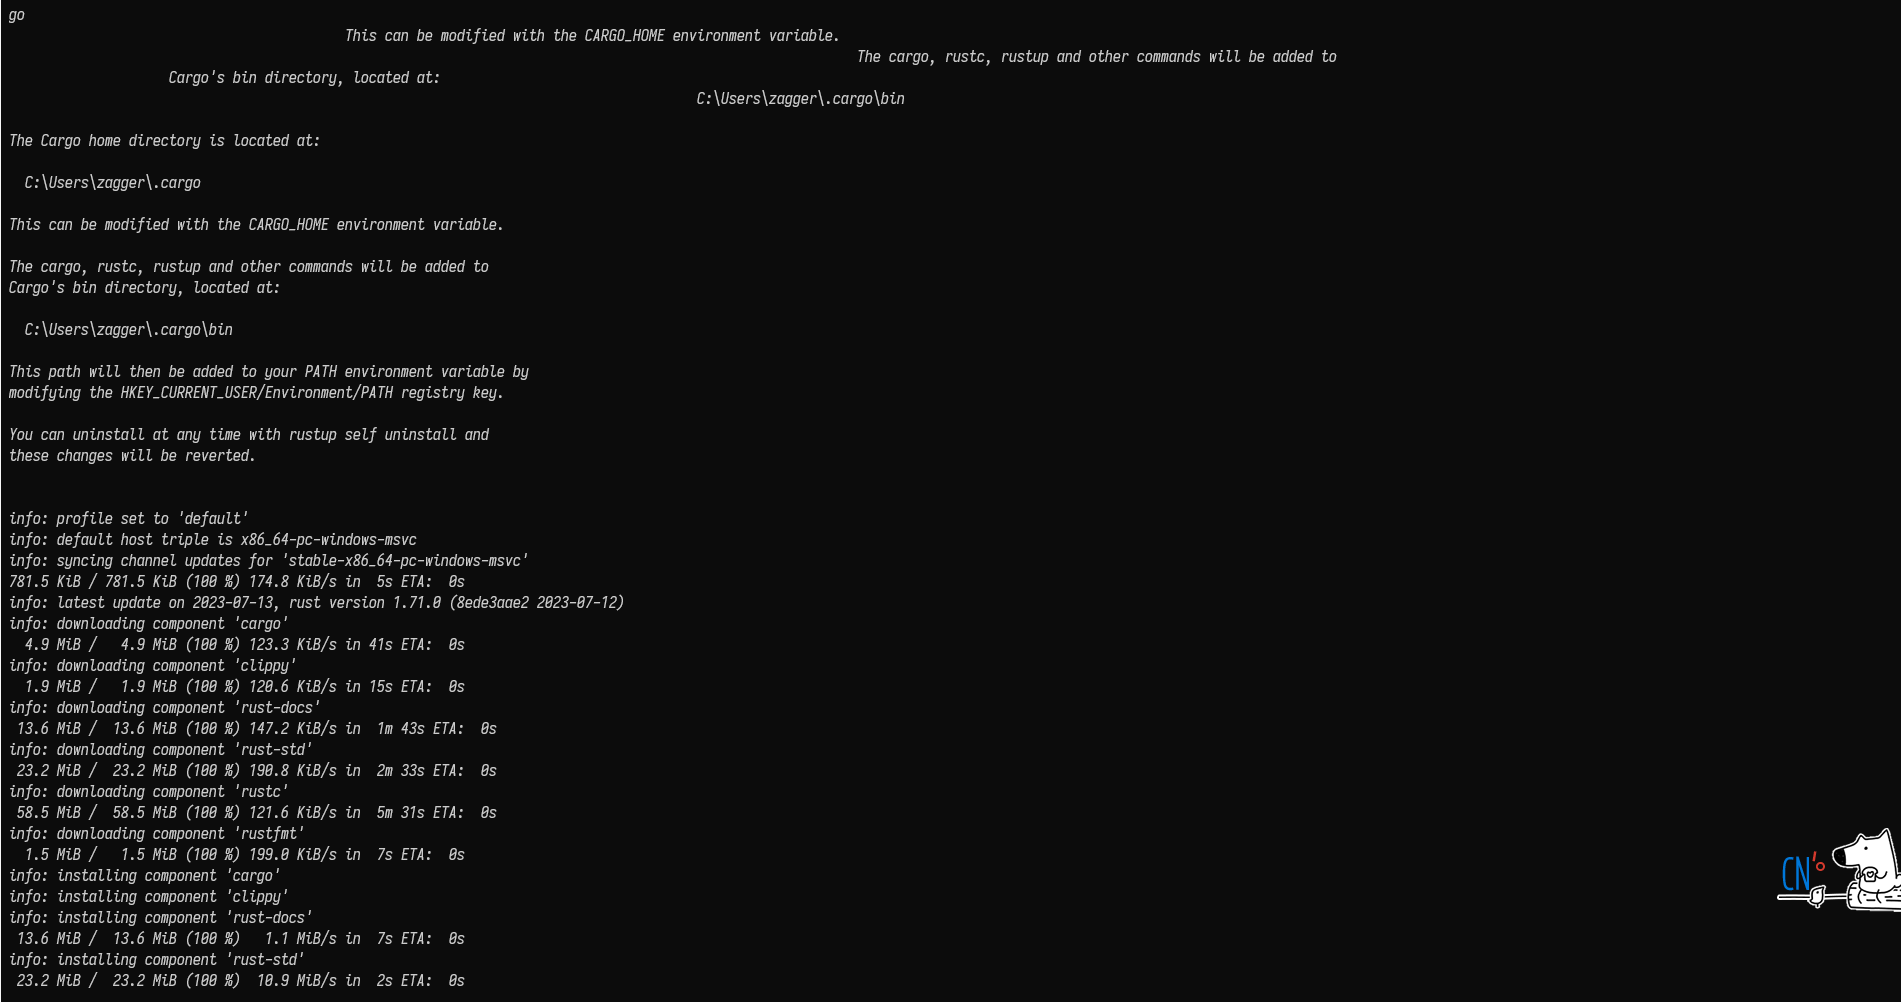 go
This can be modified with the CARGO_HOME environment variable.
The cargo, rustc, rustup and other commands will be added to
Cargo's bin directory, located at:
C:\Users\zagger\.cargo\bin
The Cargo home directory is located at:
C:\Users\zagger\.cargo
This can be modified with the CARGO_HOME environment variable.
The cargo, rustc, rustup and other commands will be added to
Cargo's bin directory, located at:
C:\Users\zagger\.cargo\bin
This path will then be added to your PATH environment variable by
modifying the HKEY_CURRENT_USER/Environment/PATH registry key.
You can uninstall at any time with rustup self uninstall and
these changes will be reverted.
info: profile set to 'default'
info: default host triple is x86_64-pc-windows-msvc
info: syncing channel updates for 'stable-x86_64-pc-windows-msvc'
781.5 KiB / 781.5 KiB (100 %) 174.8 KiB/s in  5s ETA:  0s
info: latest update on 2023-07-13, rust version 1.71.0 (8ede3aae2 2023-07-12)
info: downloading component 'cargo'
4.9 MiB /   4.9 MiB (100 %) 123.3 KiB/s in 41s ETA:  0s
info: downloading component 'clippy'
1.9 MiB /   1.9 MiB (100 %) 120.6 KiB/s in 15s ETA:  0s
info: downloading component 'rust-docs'
13.6 MiB /  13.6 MiB (100 %) 147.2 KiB/s in  1m 43s ETA:  0s
info: downloading component 'rust-std'
23.2 MiB /  23.2 MiB (100 %) 190.8 KiB/s in  2m 33s ETA:  0s
info: downloading component 'rustc'
58.5 MiB /  58.5 MiB (100 %) 121.6 KiB/s in  5m 31s ETA:  0s
info: downloading component 'rustfmt'
1.5 MiB /   1.5 MiB (100 %) 199.0 KiB/s in  7s ETA:  0s
info: installing component 'cargo'
info: installing component 'clippy'
CN
info: installing component 'rust-docs'
13.6 MiB /  13.6 MiB (100 %)   1.1 MiB/s in  7s ETA:  0s
info: installing component 'rust-std'
23.2 MiB /  23.2 MiB (100 %)  10.9 MiB/s in  2s ETA:  0s